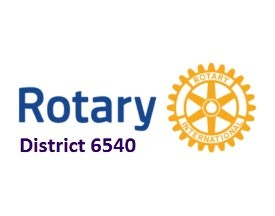 Rotary
District 6540
ROTARY
INTERNATIONAL